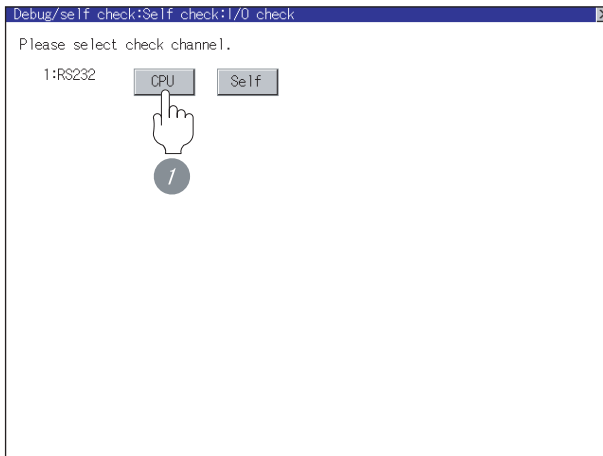 Debug/self check:Self check:I/O check
Please select check channel.
1:RS232 CPU Self
1